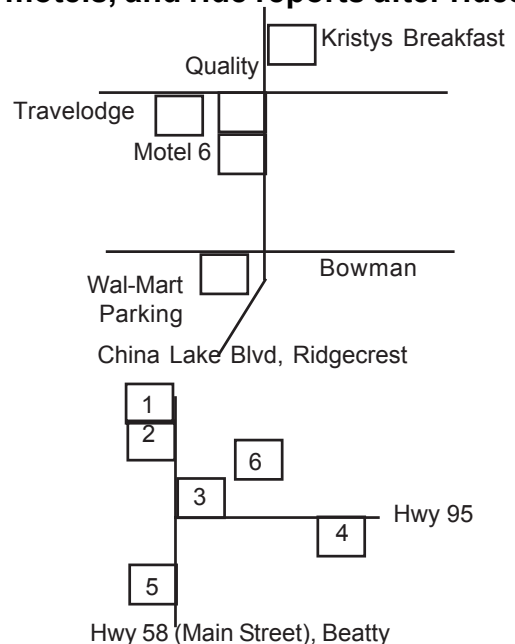 motels, and ride reports after rides
Kristys Breakfast
Quality
Travelodge
Motel 6
Bowman
Wal-Mart
Parking
China Lake Blvd, Ridgecrest
1
2
6
3
Hwy 95
4
5
Hwy 58 (Main Street), Beatty